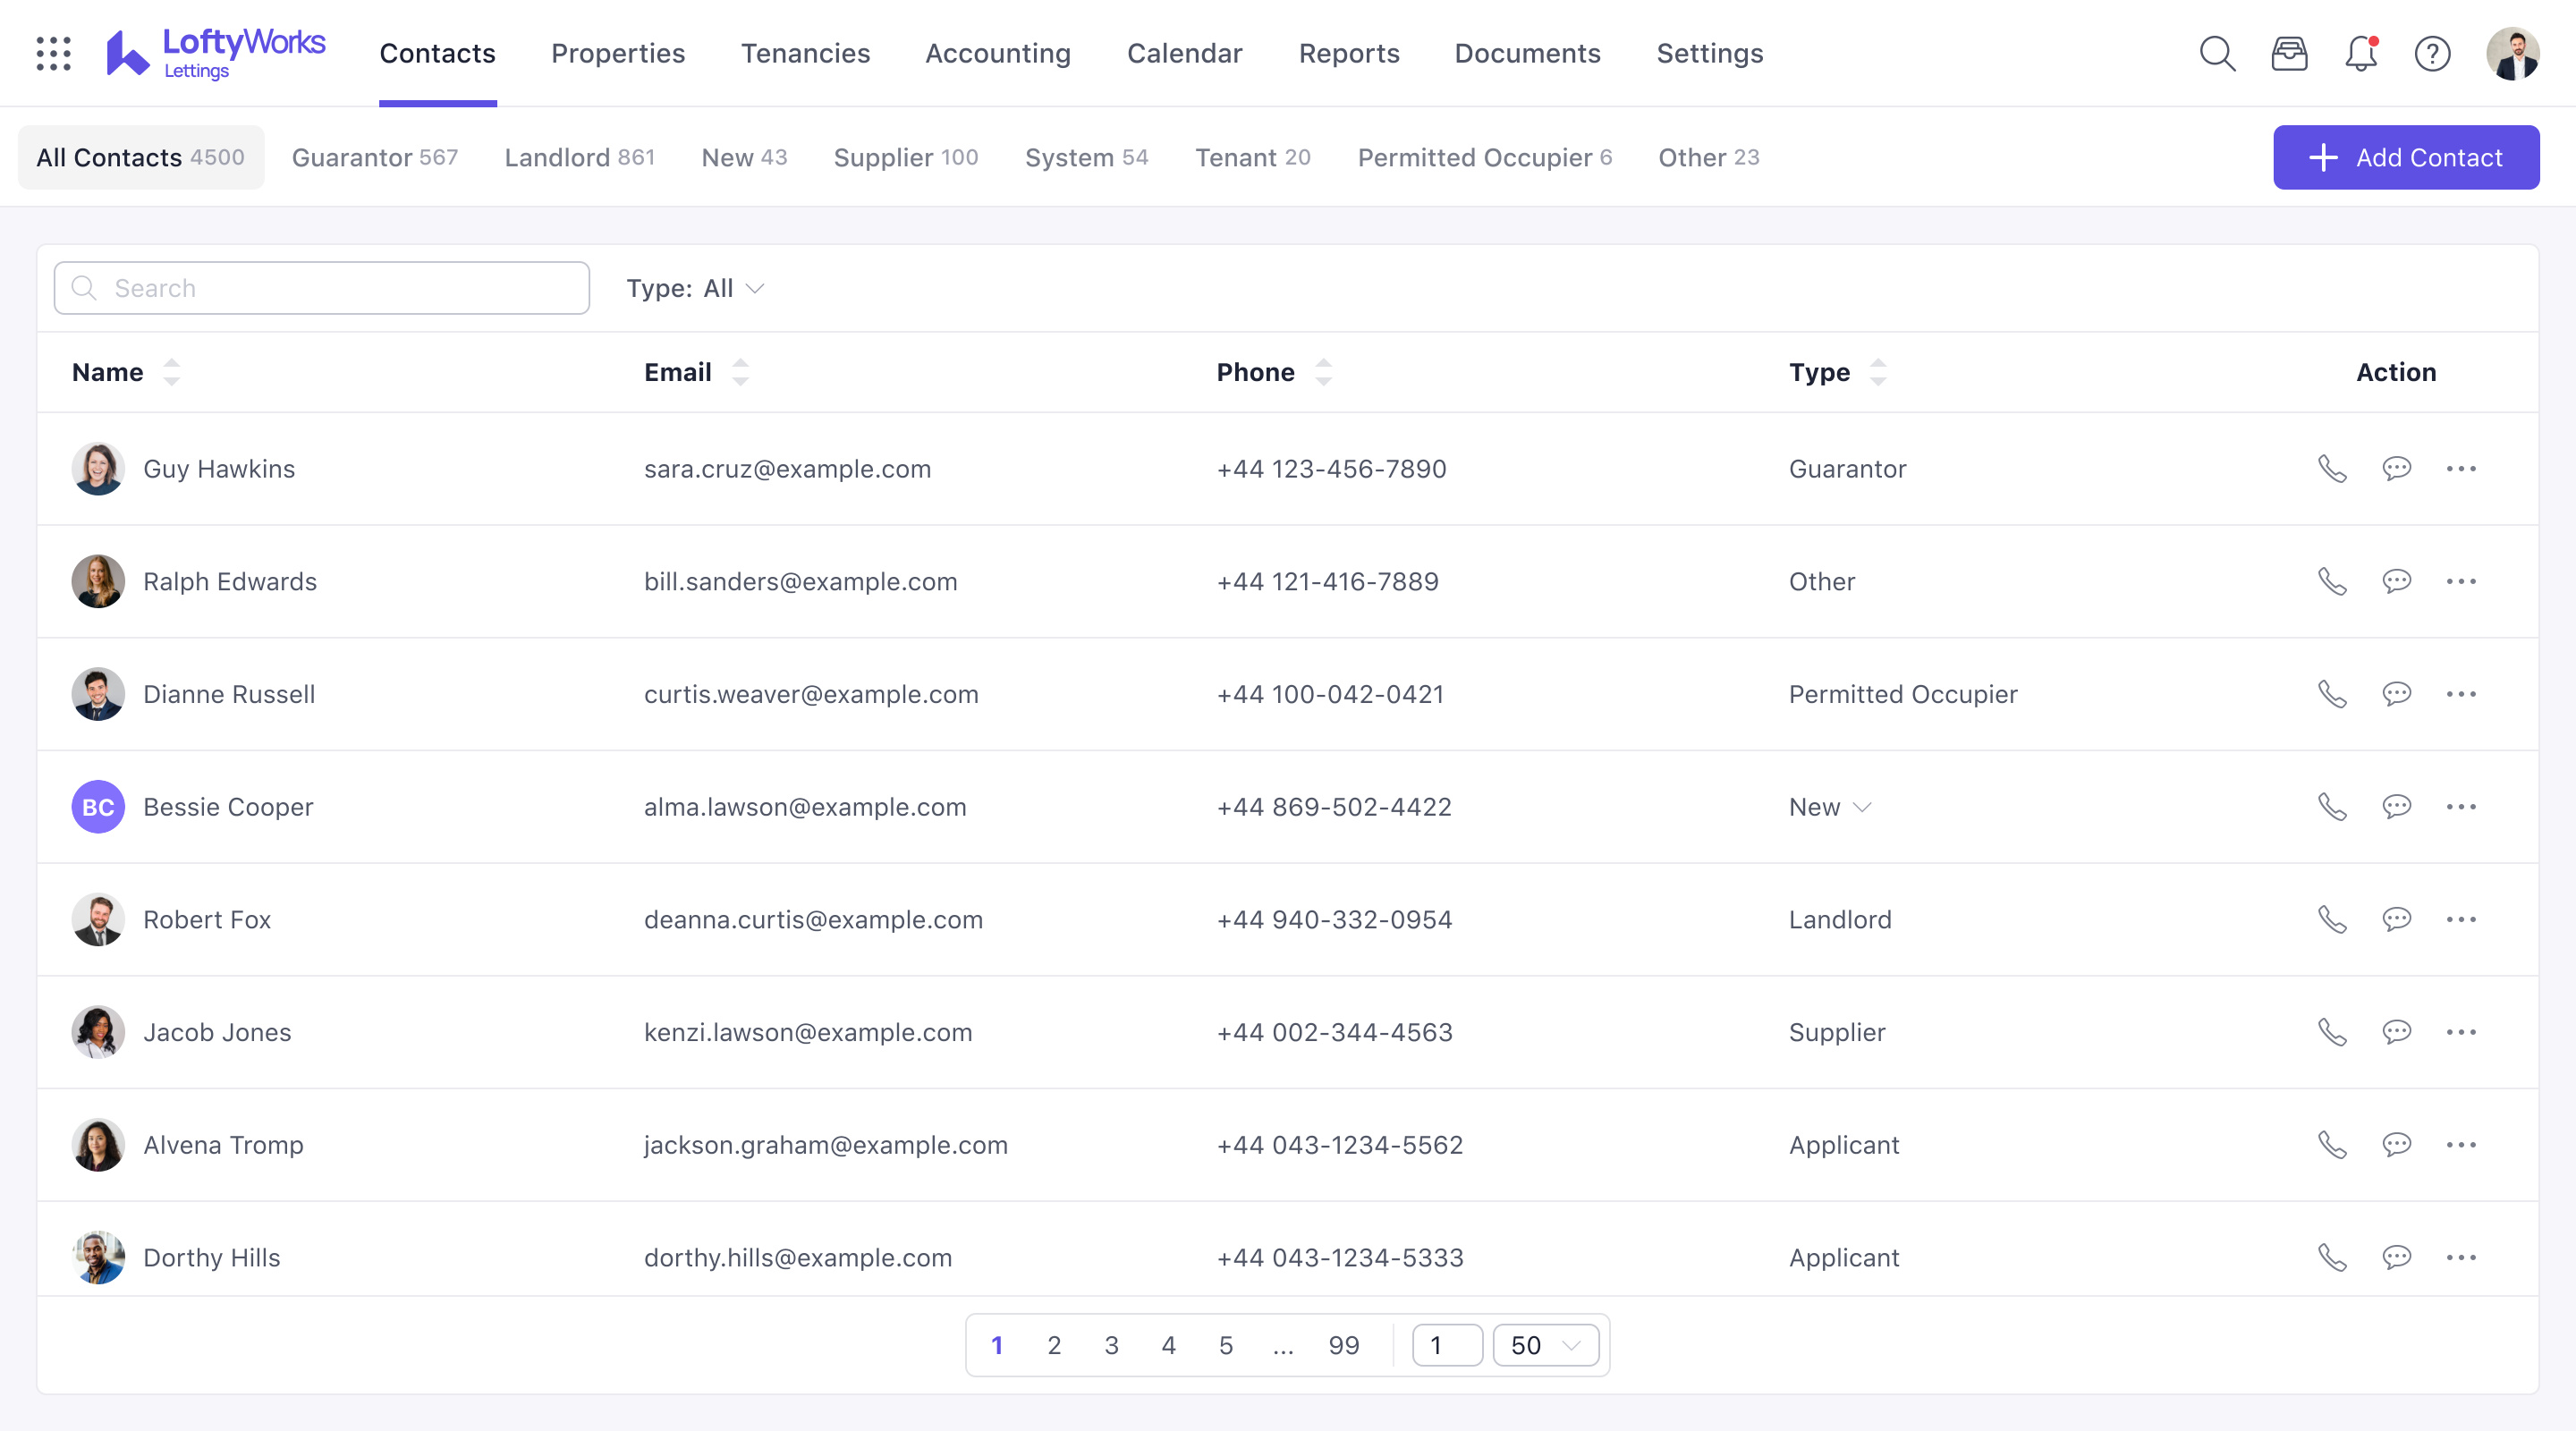 LoftyWorks
Lettings
Contacts Properties Tenancies Accounting Calendar Reports Documents Settings
All Contacts 4500 Guarantor 567 Landlord 861 New 43 Supplier 100 System 54 Tenant 20 Permitted Occupier 6 Other 23 Add Contact
Search Type: All
Name Email Phone Type Action
Guy Hawkins sara.cruz@example.com +44 123-456-7890 Guarantor
Ralph Edwards bill.sanders@example.com +44 121-416-7889 Other
Dianne Russell curtis.weaver@example.com +44 100-042-0421 Permitted Occupier
BC Bessie Cooper alma.lawson@example.com +44 869-502-4422 New
Robert Fox deanna.curtis@example.com +44 940-332-0954 Landlord
Jacob Jones kenzi.lawson@example.com +44 002-344-4563 Supplier
Alvena Tromp jackson.graham@example.com +44 043-1234-5562 Applicant
Dorthy Hills dorthy.hills@example.com +44 043-1234-5333 Applicant
1 2 3 4 5 ... 99 1 50